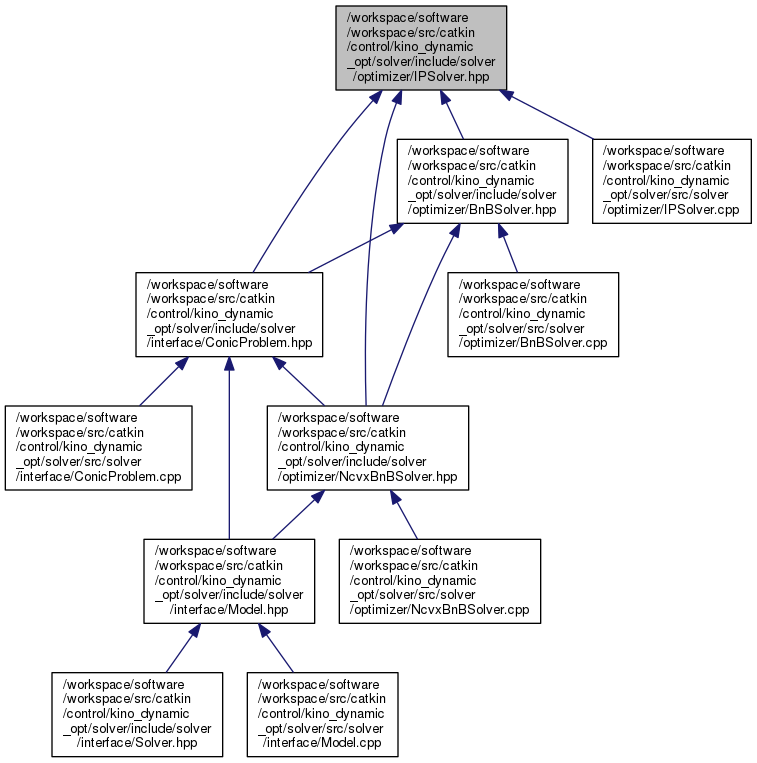 /workspace/software
/workspace/src/catkin
/control/kino_dynamic
_opt/solver/include/solver
/optimizer/IPSolver.hpp
/workspace/software
/workspace/src/catkin
/control/kino_dynamic
_opt/solver/include/solver
/optimizer/BnBSolver.hpp
/workspace/software
/workspace/src/catkin
/control/kino_dynamic
_opt/solver/src/solver
/optimizer/IPSolver.cpp
/workspace/software
/workspace/src/catkin
/control/kino_dynamic
_opt/solver/include/solver
/interface/ConicProblem.hpp
/workspace/software
/workspace/src/catkin
/control/kino_dynamic
_opt/solver/src/solver
/optimizer/BnBSolver.cpp
/workspace/software
/workspace/src/catkin
/control/kino_dynamic
_opt/solver/src/solver
/interface/ConicProblem.cpp
/workspace/software
/workspace/src/catkin
/control/kino_dynamic
_opt/solver/include/solver
/optimizer/NcvxBnBSolver.hpp
/workspace/software
/workspace/src/catkin
/control/kino_dynamic
_opt/solver/include/solver
/interface/Model.hpp
/workspace/software
/workspace/src/catkin
/control/kino_dynamic
_opt/solver/src/solver
/optimizer/NcvxBnBSolver.cpp
/workspace/software
/workspace/src/catkin
/control/kino_dynamic
_opt/solver/include/solver
/interface/Solver.hpp
/workspace/software
/workspace/src/catkin
/control/kino_dynamic
_opt/solver/src/solver
/interface/Model.cpp